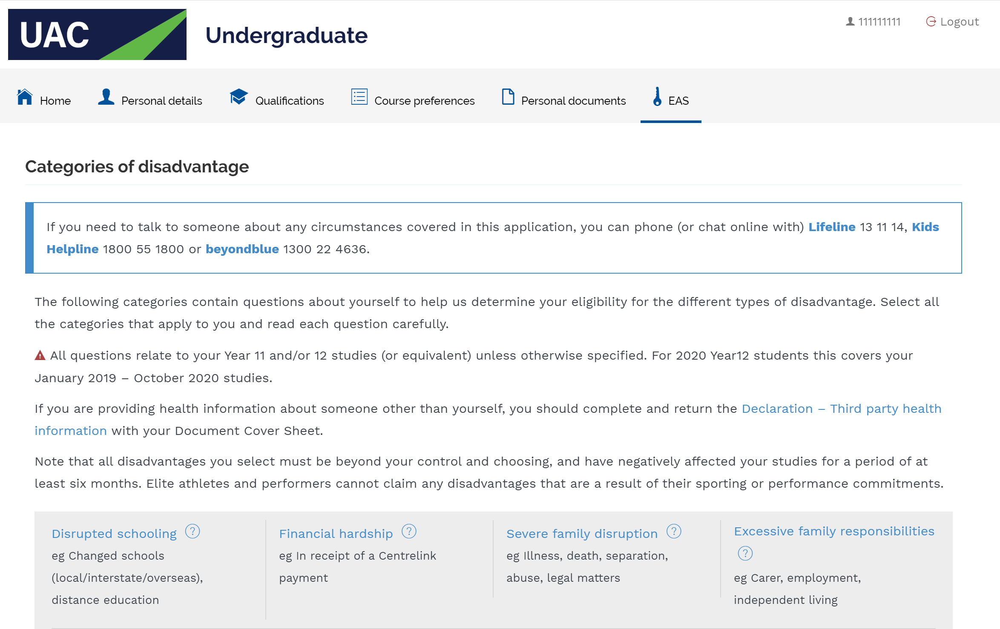 UAC
Undergraduate
111111111
Logout
Home
Personal details
Qualifications
Course preferences
Personal documents
EAS
Categories of disadvantage
If you need to talk to someone about any circumstances covered in this application, you can phone (or chat online with) Lifeline 13 11 14, Kids
Helpline 1800 55 1800 or beyondblue 1300 22 4636.
The following categories contain questions about yourself to help us determine your eligibility for the different types of disadvantage. Select all
the categories that apply to you and read each question carefully.
All questions relate to your Year 11 and/or 12 studies (or equivalent) unless otherwise specified. For 2020 Year12 students this covers your
January 2019 – October 2020 studies.
If you are providing health information about someone other than yourself, you should complete and return the Declaration – Third party health
information with your Document Cover Sheet.
Note that all disadvantages you select must be beyond your control and choosing, and have negatively affected your studies for a period of at
least six months. Elite athletes and performers cannot claim any disadvantages that are a result of their sporting or performance commitments.
Disrupted schooling ?
eg Changed schools
(local/interstate/overseas),
distance education
Financial hardship ?
eg In receipt of a Centrelink
payment
Severe family disruption ?
eg Illness, death, separation,
abuse, legal matters
Excessive family responsibilities
?
eg Carer, employment,
independent living